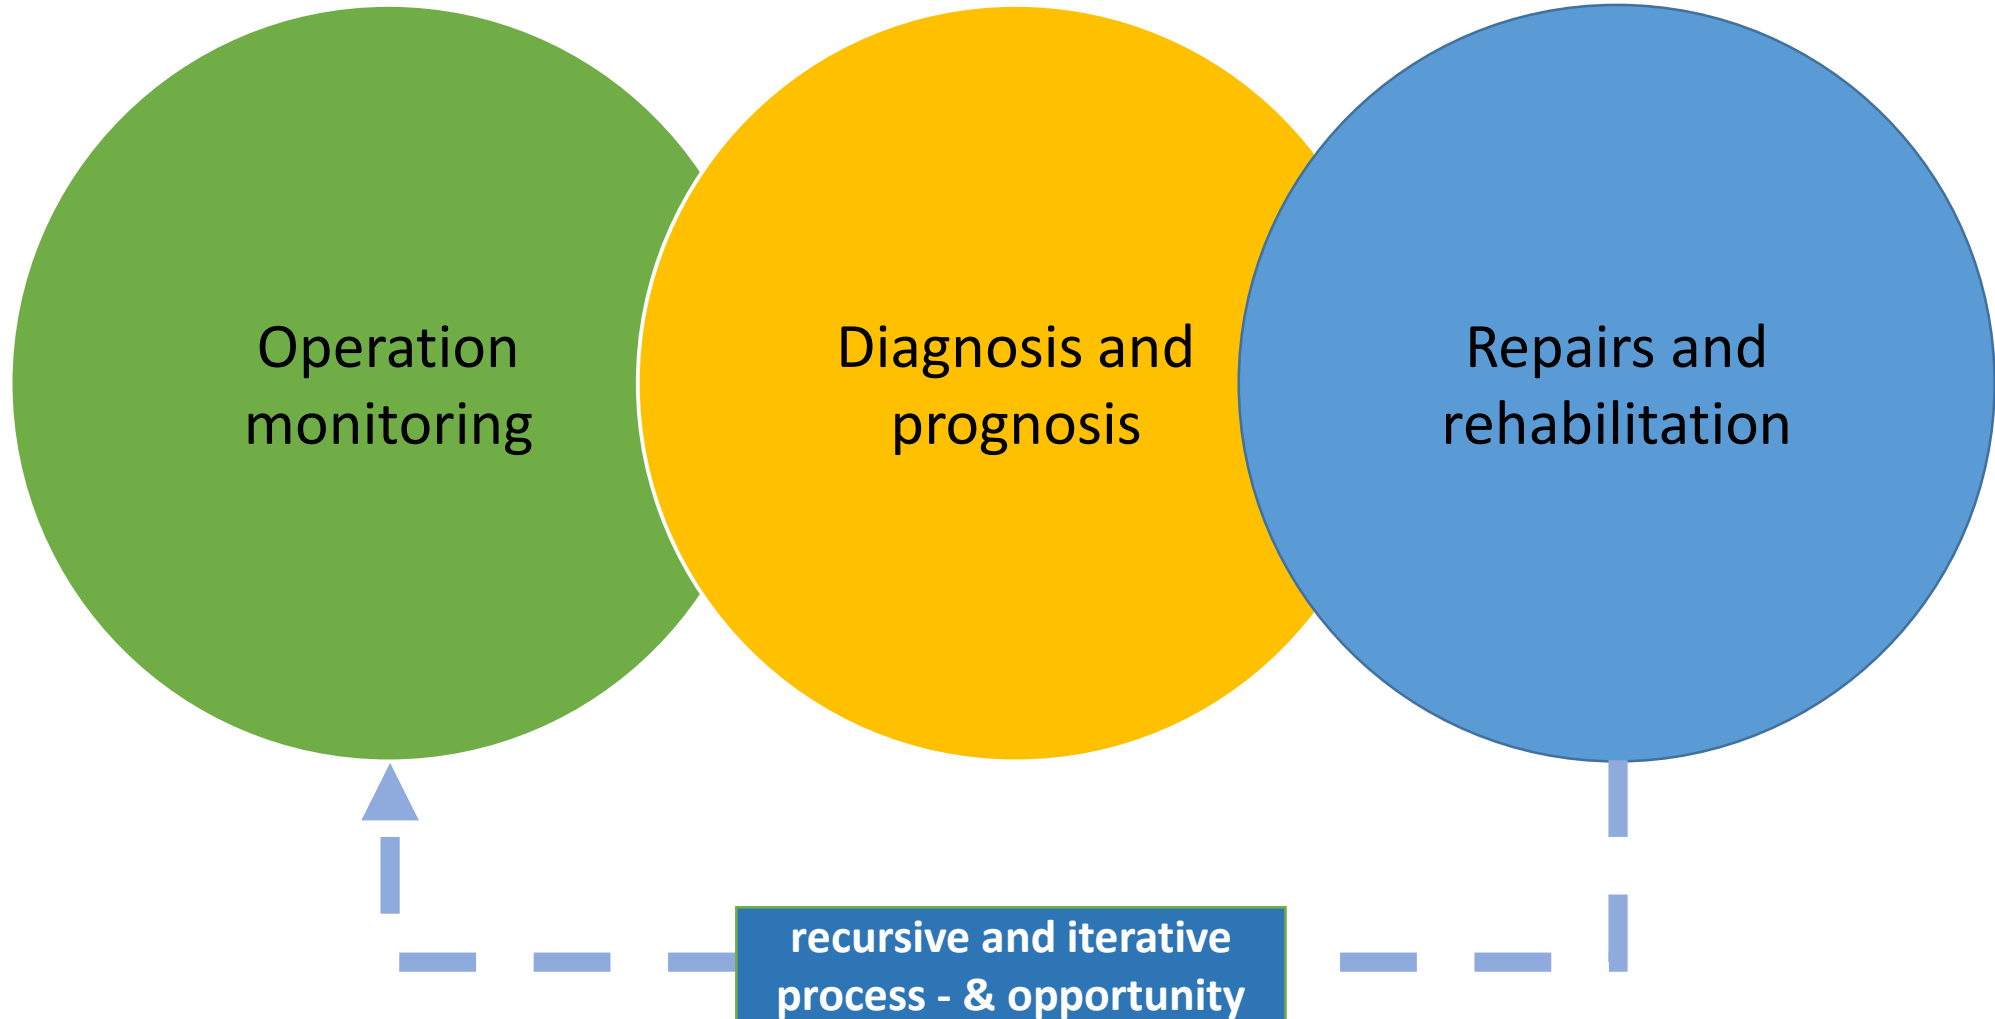 Operation
monitoring
Diagnosis and
prognosis
Repairs and
rehabilitation
recursive and iterative
process - & opportunity